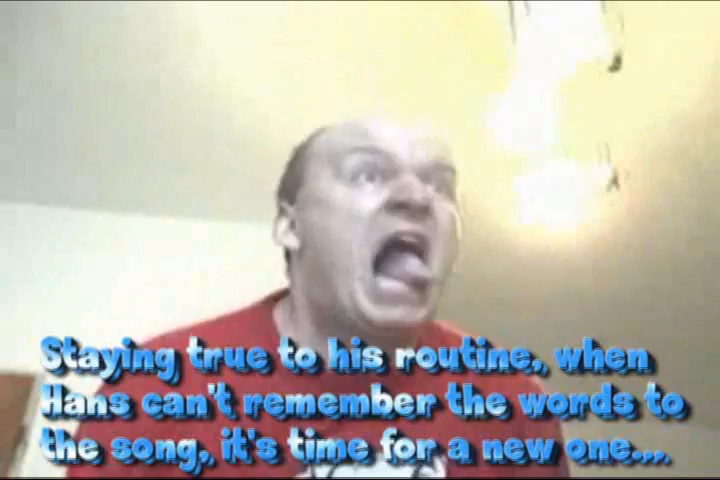 Staying true to his routine, when
Hans can't remember the words to
the song, it's time for a new one...